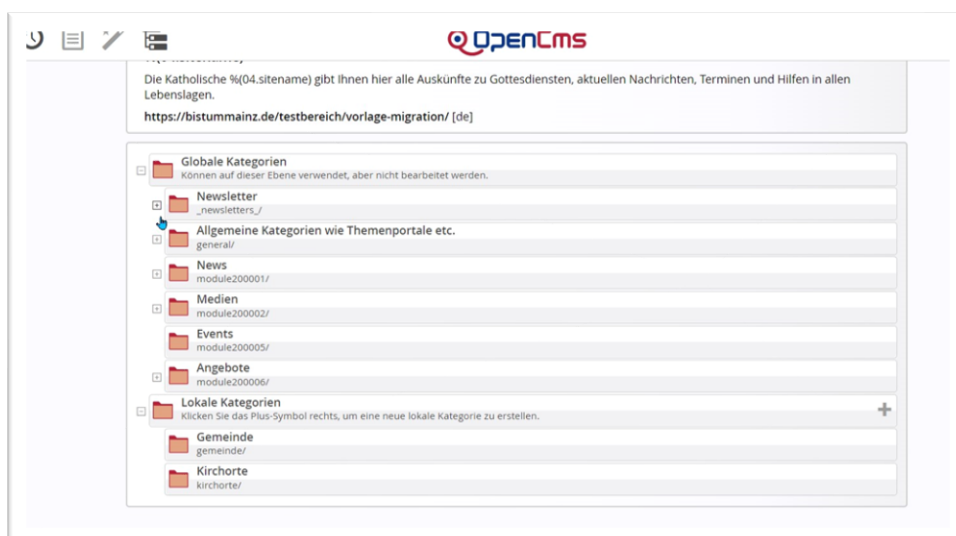 OpenCms
Die Katholische %(04.sitename) gibt Ihnen hier alle Auskünfte zu Gottesdiensten, aktuellen Nachrichten, Terminen und Hilfen in allen
Lebenslagen.
https://bistummainz.de/testbereich/vorlage-migration/ [de]
Globale Kategorien
Können auf dieser Ebene verwendet, aber nicht bearbeitet werden.
Newsletter
_newsletters_/
Allgemeine Kategorien wie Themenportale etc.
general/
News
module200001/
Medien
module200002/
Events
module200005/
Angebote
module200006/
Lokale Kategorien
Klicken Sie das Plus-Symbol rechts, um eine neue lokale Kategorie zu erstellen.
Gemeinde
gemeinde/
Kirchorte
kirchorte/